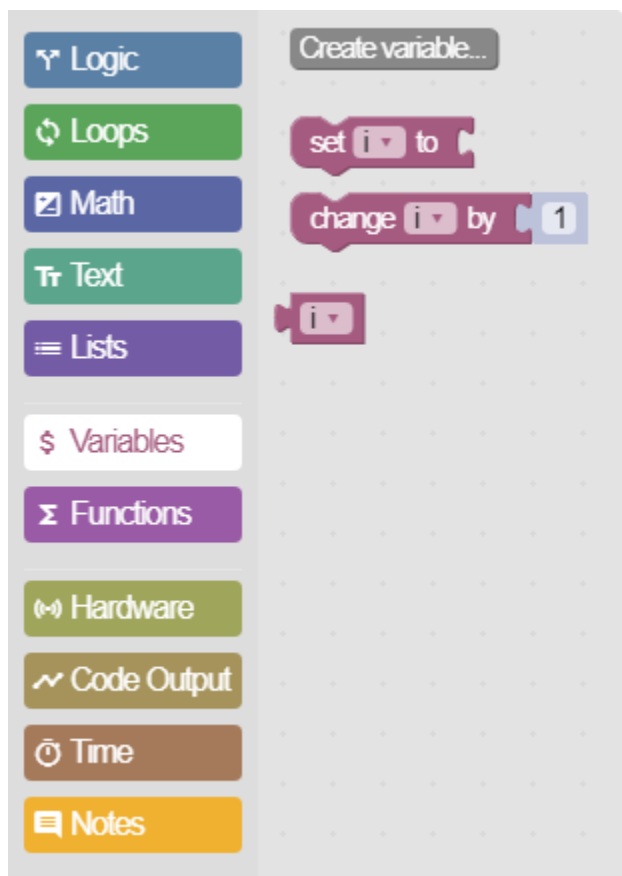 Logic
Loops
Math
Text
Lists
Variables
Functions
Hardware
Code Output
Time
Notes
Create variable...
set i to
change i by 1
i